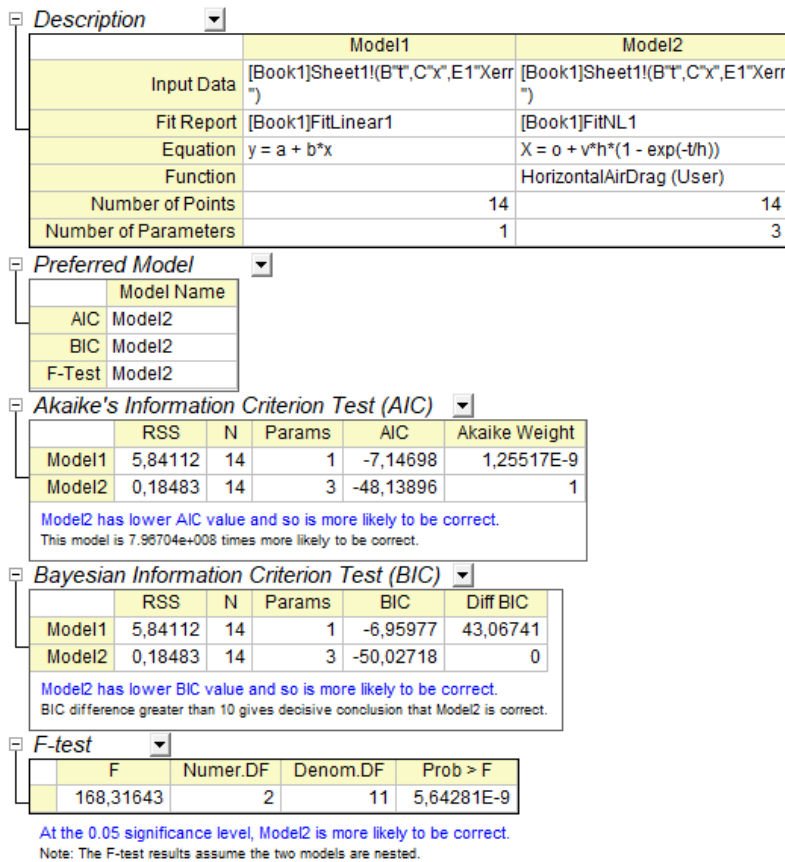 Description
Model1 Model2
Input Data [Book1]Sheet1!(B"t",C"x",E1"Xerr ") [Book1]Sheet1!(B"t",C"x",E1"Xerr ")
Fit Report [Book1]FitLinear1 [Book1]FitNL1
Equation y = a + b*x X = o + v*h*(1 - exp(-t/h))
Function HorizontalAirDrag (User)
Number of Points 14 14
Number of Parameters 1 3
Preferred Model
Model Name
AIC Model2
BIC Model2
F-Test Model2
Akaike's Information Criterion Test (AIC)
RSS N Params AIC Akaike Weight
Model1 5,84112 14 1 -7,14698 1,25517E-9
Model2 0,18483 14 3 -48,13896 1
Model2 has lower AIC value and so is more likely to be correct.
This model is 7.96704e+008 times more likely to be correct.
Bayesian Information Criterion Test (BIC)
RSS N Params BIC Diff BIC
Model1 5,84112 14 1 -6,95977 43,06741
Model2 0,18483 14 3 -50,02718 0
Model2 has lower BIC value and so is more likely to be correct.
BIC difference greater than 10 gives decisive conclusion that Model2 is correct.
F-test
F Numer.DF Denom.DF Prob > F
168,31643 2 11 5,64281E-9
At the 0.05 significance level, Model2 is more likely to be correct.
Note: The F-test results assume the two models are nested.